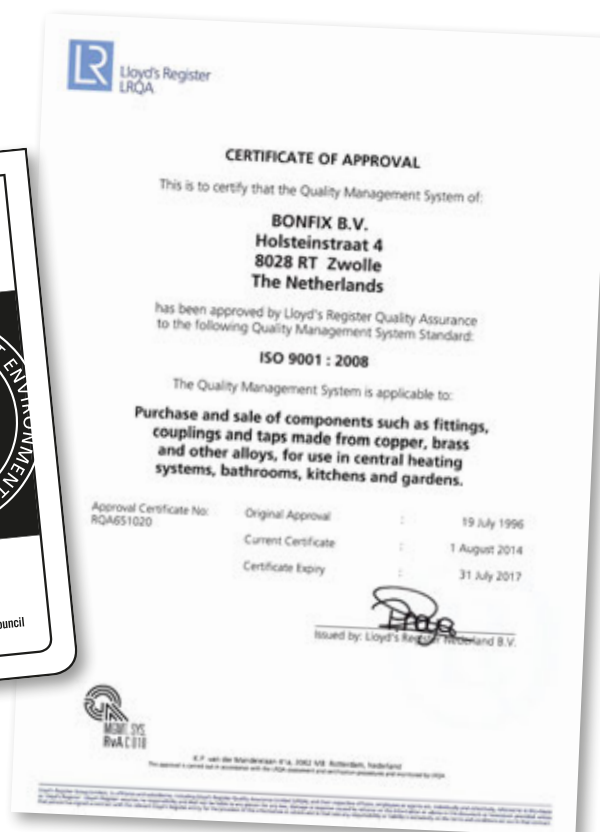 LR
Lloyd's Register
LRQA
CERTIFICATE OF APPROVAL
This is to certify that the Quality Management System of:
BONFIX B.V.
Holsteinstraat 4
8028 RT Zwolle
The Netherlands
has been approved by Lloyd's Register Quality Assurance
to the following Quality Management System Standard:
ISO 9001 : 2008
The Quality Management System is applicable to:
Purchase and sale of components such as fittings,
couplings and taps made from copper, brass
and other alloys, for use in central heating
systems, bathrooms, kitchens and gardens.
Approval Certificate No: Original Approval : 19 July 1996
RQA651020
Current Certificate : 1 August 2014
Certificate Expiry : 31 July 2017
Issued by: Lloyd's Register Nederland B.V.
MGMT. SYS.
RvA C 018
ENVIRONMENT